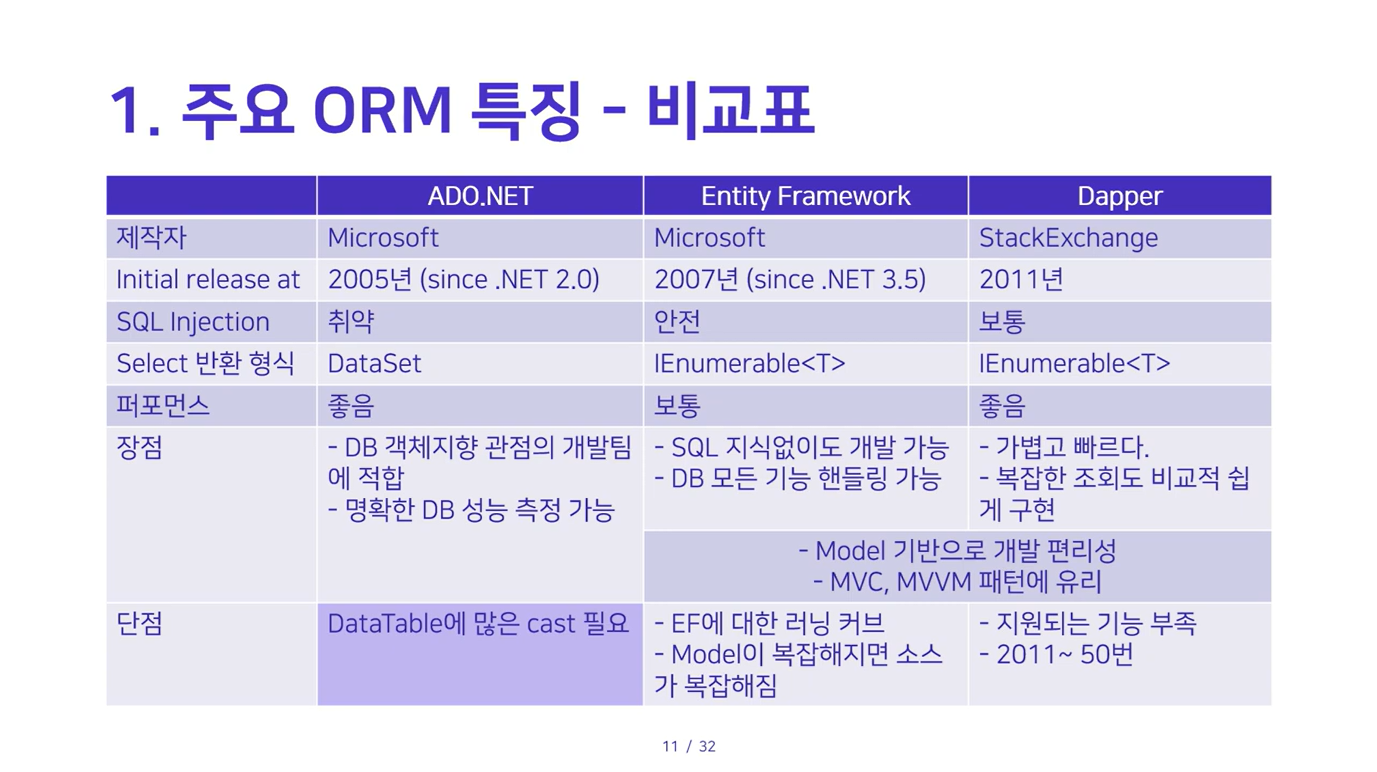 1. 주요 ORM 특징 - 비교표
ADO.NET Entity Framework Dapper
제작자 Microsoft Microsoft StackExchange
Initial release at 2005년 (since .NET 2.0) 2007년 (since .NET 3.5) 2011년
SQL Injection 취약 안전 보통
Select 반환 형식 DataSet IEnumerable<T> IEnumerable<T>
퍼포먼스 좋음 보통 좋음
장점
- DB 객체지향 관점의 개발팀
에 적합
- 명확한 DB 성능 측정 가능
- SQL 지식없이도 개발 가능
- DB 모든 기능 핸들링 가능
- 가볍고 빠르다.
- 복잡한 조회도 비교적 쉽
게 구현
- Model 기반으로 개발 편리성
- MVC, MVVM 패턴에 유리
단점
DataTable에 많은 cast 필요
- EF에 대한 러닝 커브
- Model이 복잡해지면 소스
가 복잡해짐
- 지원되는 기능 부족
- 2011~ 50번
11 / 32